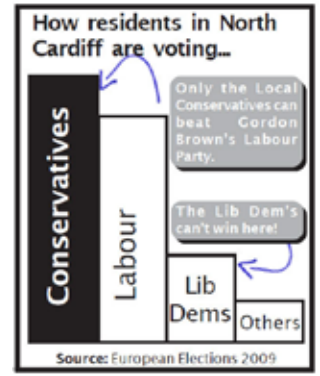 How residents in North
Cardiff are voting...
Only the Local
Conservatives can
beat Gordon
Brown's Labour
Party.
The Lib Dem's
can't win here!
Conservatives
Labour
Lib
Dems
Others
Source: European Elections 2009